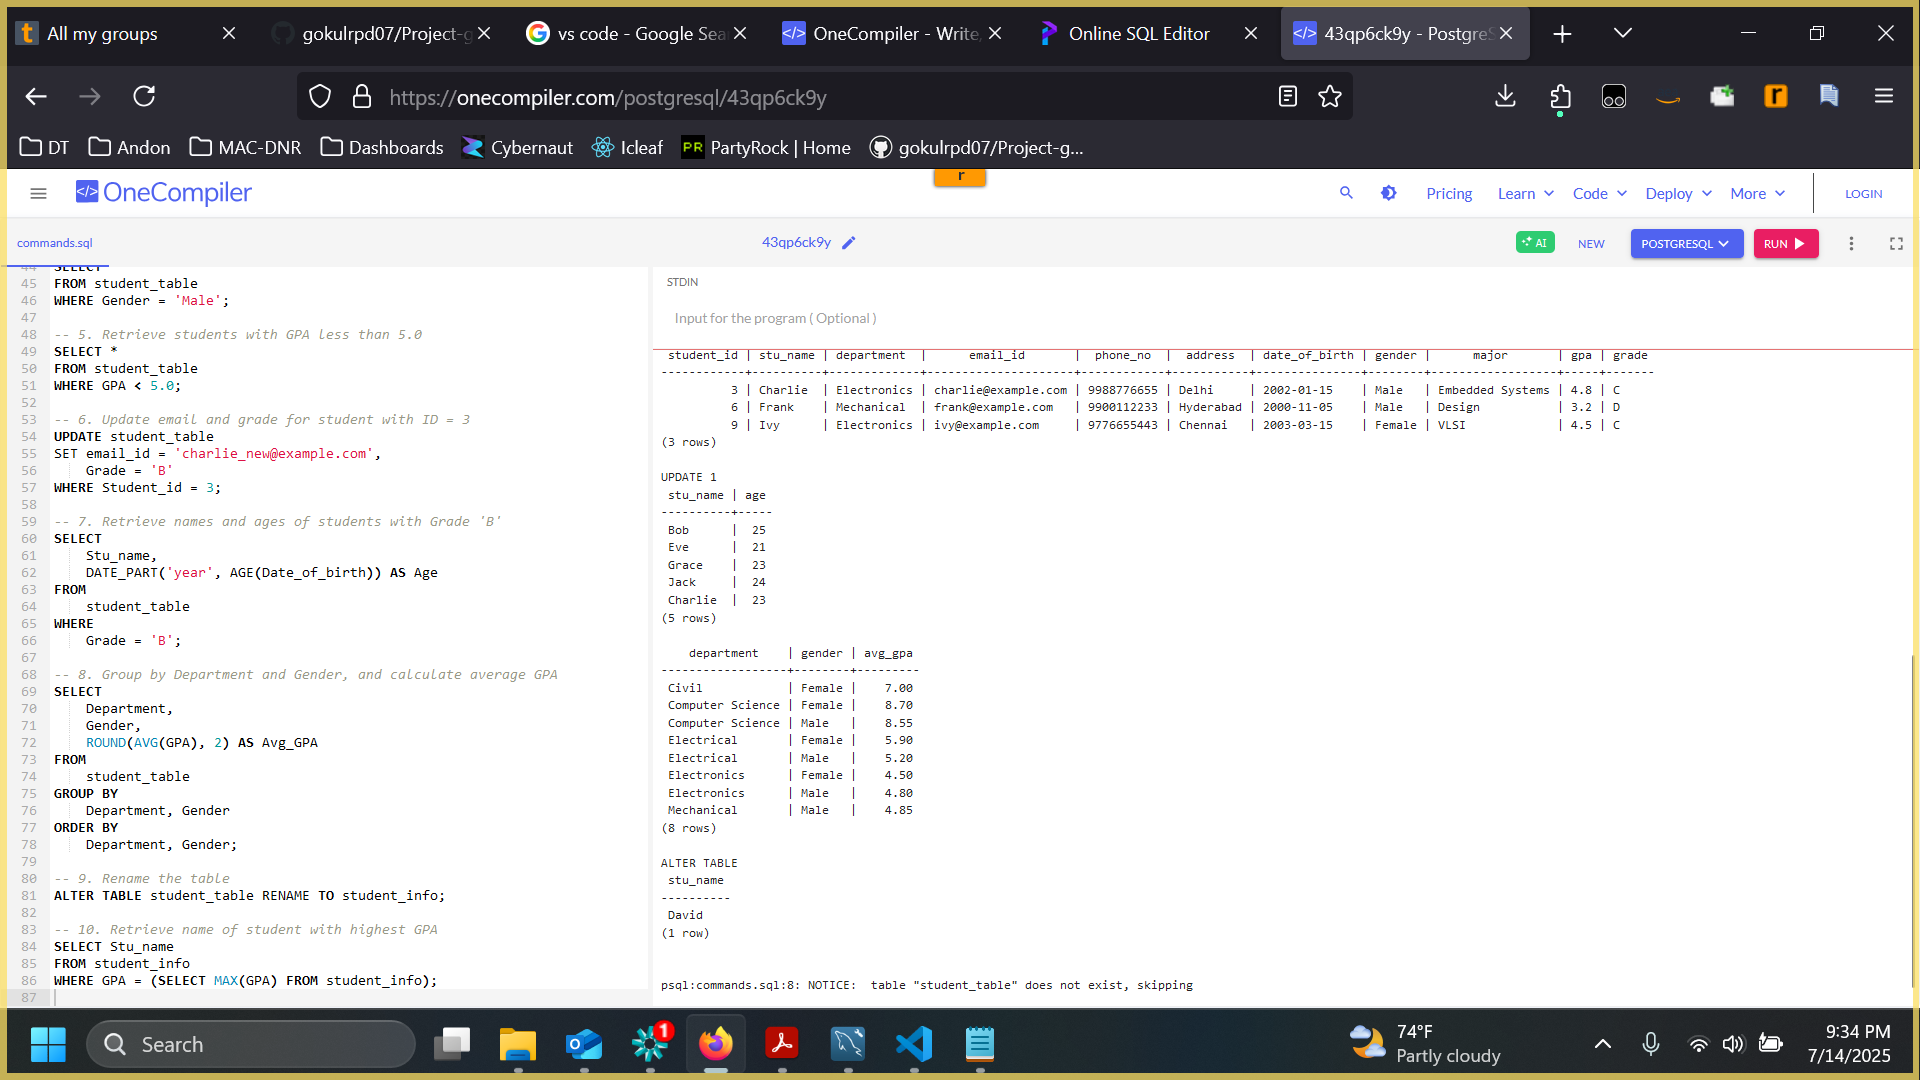 All my groups
gokulrpd07/Project-g
vs code - Google Sea
OneCompiler - Write,
Online SQL Editor
43qp6ck9y - PostgreS
https://onecompiler.com/postgresql/43qp6ck9y
DT
Andon
MAC-DNR
Dashboards
Cybernaut
Icleaf
PR PartyRock | Home
gokulrpd07/Project-g...
</> OneCompiler
r
Pricing
Learn
Code
Deploy
More
LOGIN
commands.sql
43qp6ck9y
AI
NEW
POSTGRESQL
RUN
44 SELECT *
45 FROM student_table
46 WHERE Gender = 'Male';
47
48 -- 5. Retrieve students with GPA less than 5.0
49 SELECT *
50 FROM student_table
51 WHERE GPA < 5.0;
52
53 -- 6. Update email and grade for student with ID = 3
54 UPDATE student_table
55 SET email_id = 'charlie_new@example.com',
56     Grade = 'B'
57 WHERE Student_id = 3;
58
59 -- 7. Retrieve names and ages of students with Grade 'B'
60 SELECT
61     Stu_name,
62     DATE_PART('year', AGE(Date_of_birth)) AS Age
63 FROM
64     student_table
65 WHERE
66     Grade = 'B';
67
68 -- 8. Group by Department and Gender, and calculate average GPA
69 SELECT
70     Department,
71     Gender,
72     ROUND(AVG(GPA), 2) AS Avg_GPA
73 FROM
74     student_table
75 GROUP BY
76     Department, Gender
77 ORDER BY
78     Department, Gender;
79
80 -- 9. Rename the table
81 ALTER TABLE student_table RENAME TO student_info;
82
83 -- 10. Retrieve name of student with highest GPA
84 SELECT Stu_name
85 FROM student_info
86 WHERE GPA = (SELECT MAX(GPA) FROM student_info);
87
STDIN
Input for the program ( Optional )
student_id | stu_name | department  |      email_id       |  phone_no  |  address  | date_of_birth | gender |      major       | gpa | grade
------------+----------+-------------+---------------------+------------+-----------+---------------+--------+------------------+-----+-------
3 | Charlie  | Electronics | charlie@example.com | 9988776655 | Delhi     | 2002-01-15    | Male   | Embedded Systems | 4.8 | C
6 | Frank    | Mechanical  | frank@example.com   | 9900112233 | Hyderabad | 2000-11-05    | Male   | Design           | 3.2 | D
9 | Ivy      | Electronics | ivy@example.com     | 9776655443 | Chennai   | 2003-03-15    | Female | VLSI             | 4.5 | C
(3 rows)
UPDATE 1
stu_name | age
----------+-----
Bob      |  25
Eve      |  21
Grace    |  23
Jack     |  24
Charlie  |  23
(5 rows)
department    | gender | avg_gpa
------------------+--------+---------
Civil            | Female |    7.00
Computer Science | Female |    8.70
Computer Science | Male   |    8.55
Electrical       | Female |    5.90
Electrical       | Male   |    5.20
Electronics      | Female |    4.50
Electronics      | Male   |    4.80
Mechanical       | Male   |    4.85
(8 rows)
ALTER TABLE
stu_name
----------
David
(1 row)
psql:commands.sql:8: NOTICE:  table "student_table" does not exist, skipping
Search
1
74°F
Partly cloudy
9:34 PM
7/14/2025